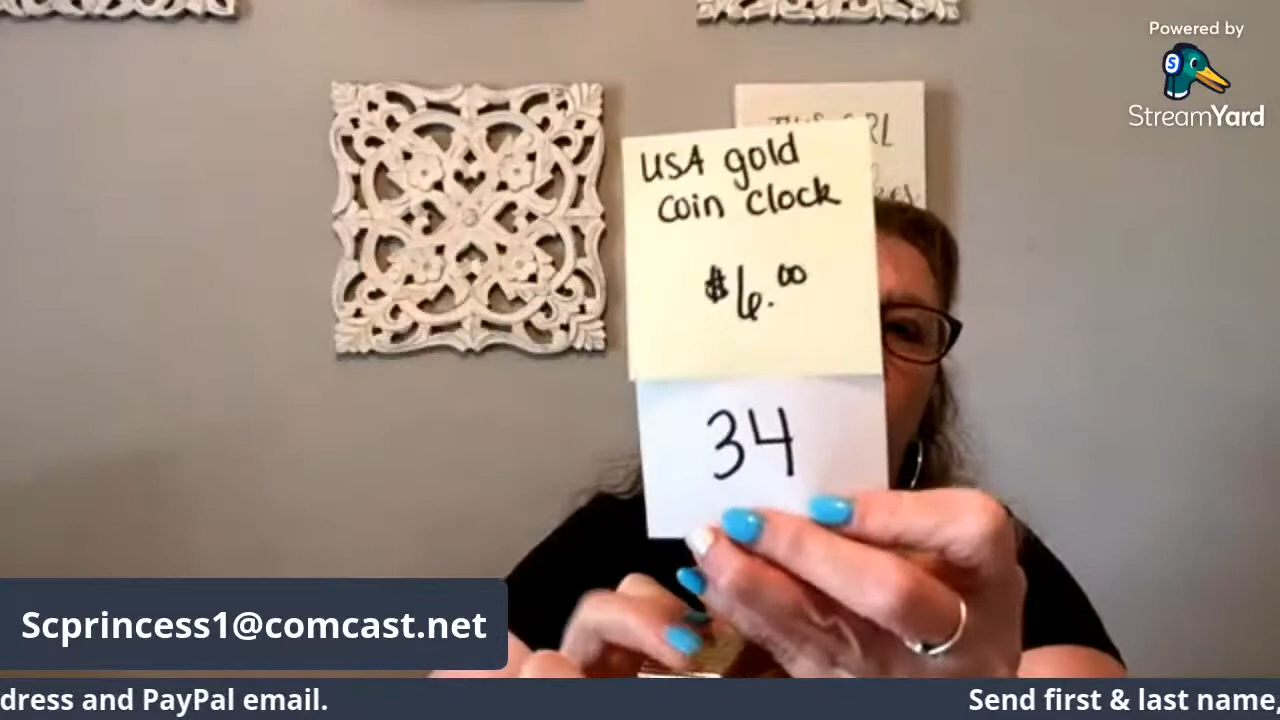 Powered by
StreamYard
RL
USA gold
coin clock
$6.00
34
Scprincess1@comcast.net
dress and PayPal email.
Send first & last name,